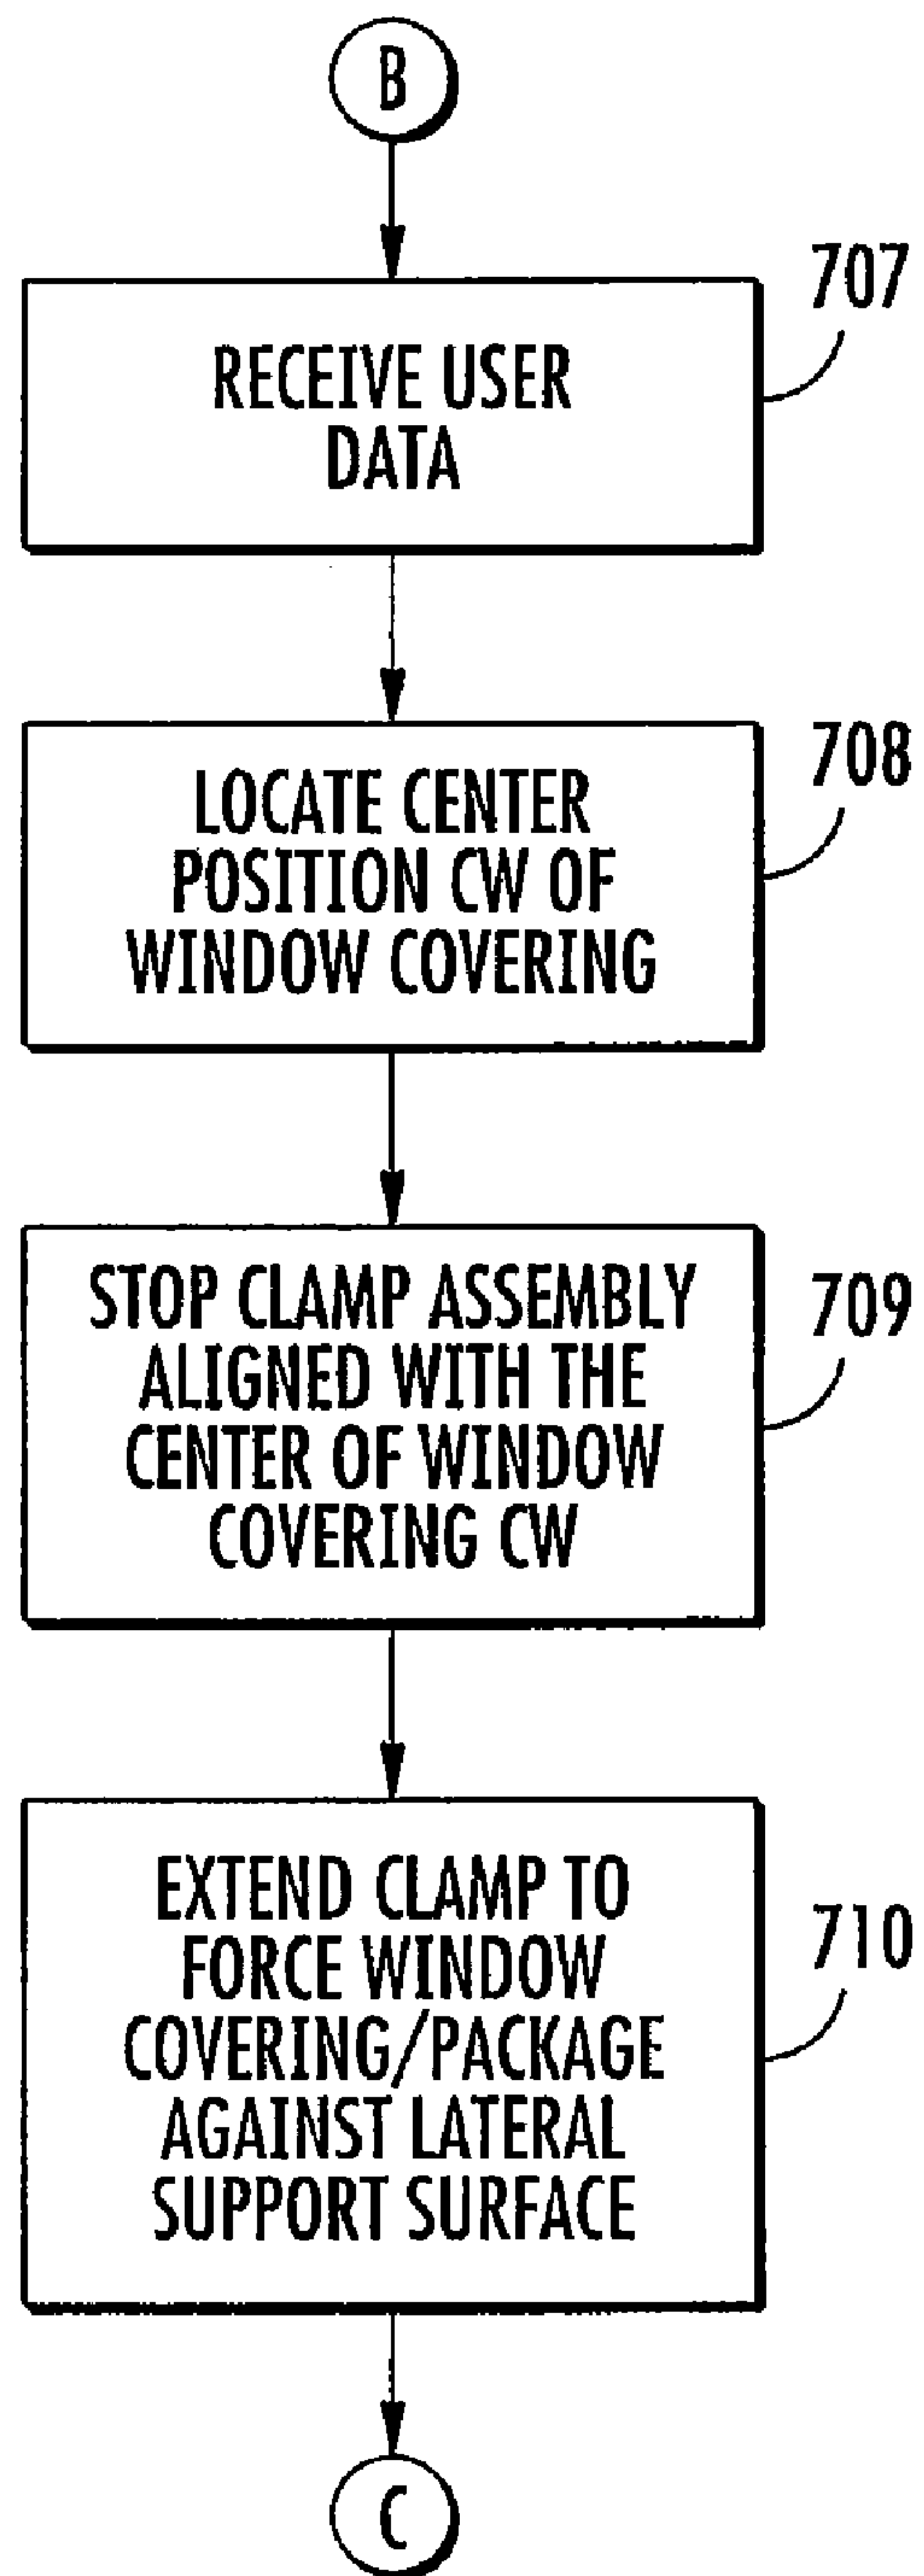 B
707
RECEIVE USER
DATA
708
LOCATE CENTER
POSITION CW OF
WINDOW COVERING
709
STOP CLAMP ASSEMBLY
ALIGNED WITH THE
CENTER OF WINDOW
COVERING CW
710
EXTEND CLAMP TO
FORCE WINDOW
COVERING/PACKAGE
AGAINST LATERAL
SUPPORT SURFACE
C